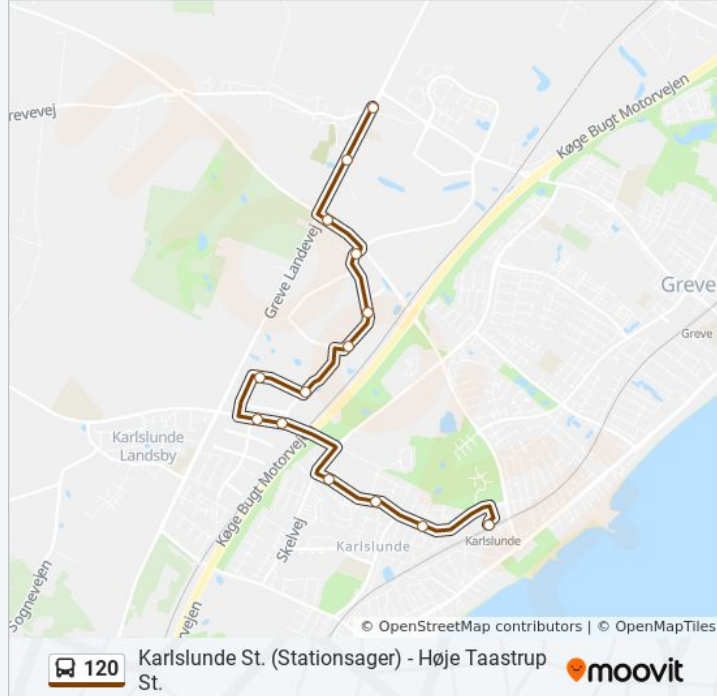 revevej
Køge Bugt Motorvejen
Greve Landevej
Greve
Greve
Karlslunde
Landsby
Køge Bugt Motorvej
Skelvej
Karlslunde
Karlslunde
Sognevejen
vejen
© OpenStreetMap contributors | © OpenMapTiles
120
Karlslunde St. (Stationsager) - Høje Taastrup
St.
moovit